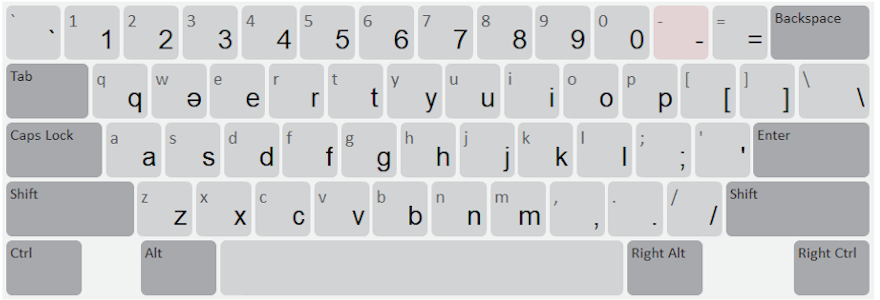 ` ` 1 1 2 2 3 3 4 4 5 5 6 6 7 7 8 8 9 9 0 0 - - = = Backspace
Tab q q w ə e e r r t t y y u u i i o o p p [ [ ] ] \ \
Caps Lock a a s s d d f f g g h h j j k k l l ; ; ' ' Enter
Shift z z x x c c v v b b n n m m , , . . / / Shift
Ctrl Alt Right Alt Right Ctrl